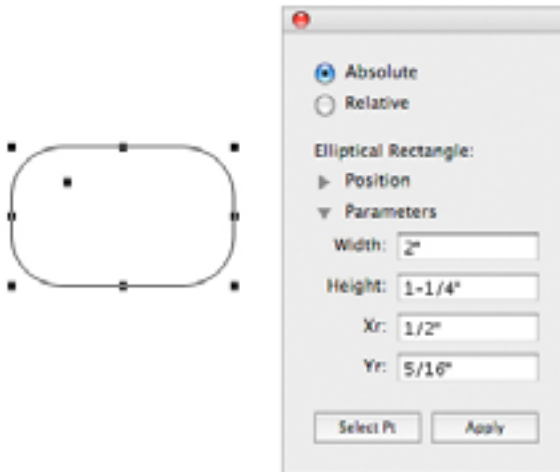 Absolute
Relative
Elliptical Rectangle:
Position
Parameters
Width: 2"
Height: 1-1/4"
Xr: 1/2"
Yr: 5/16"
Select Pt Apply